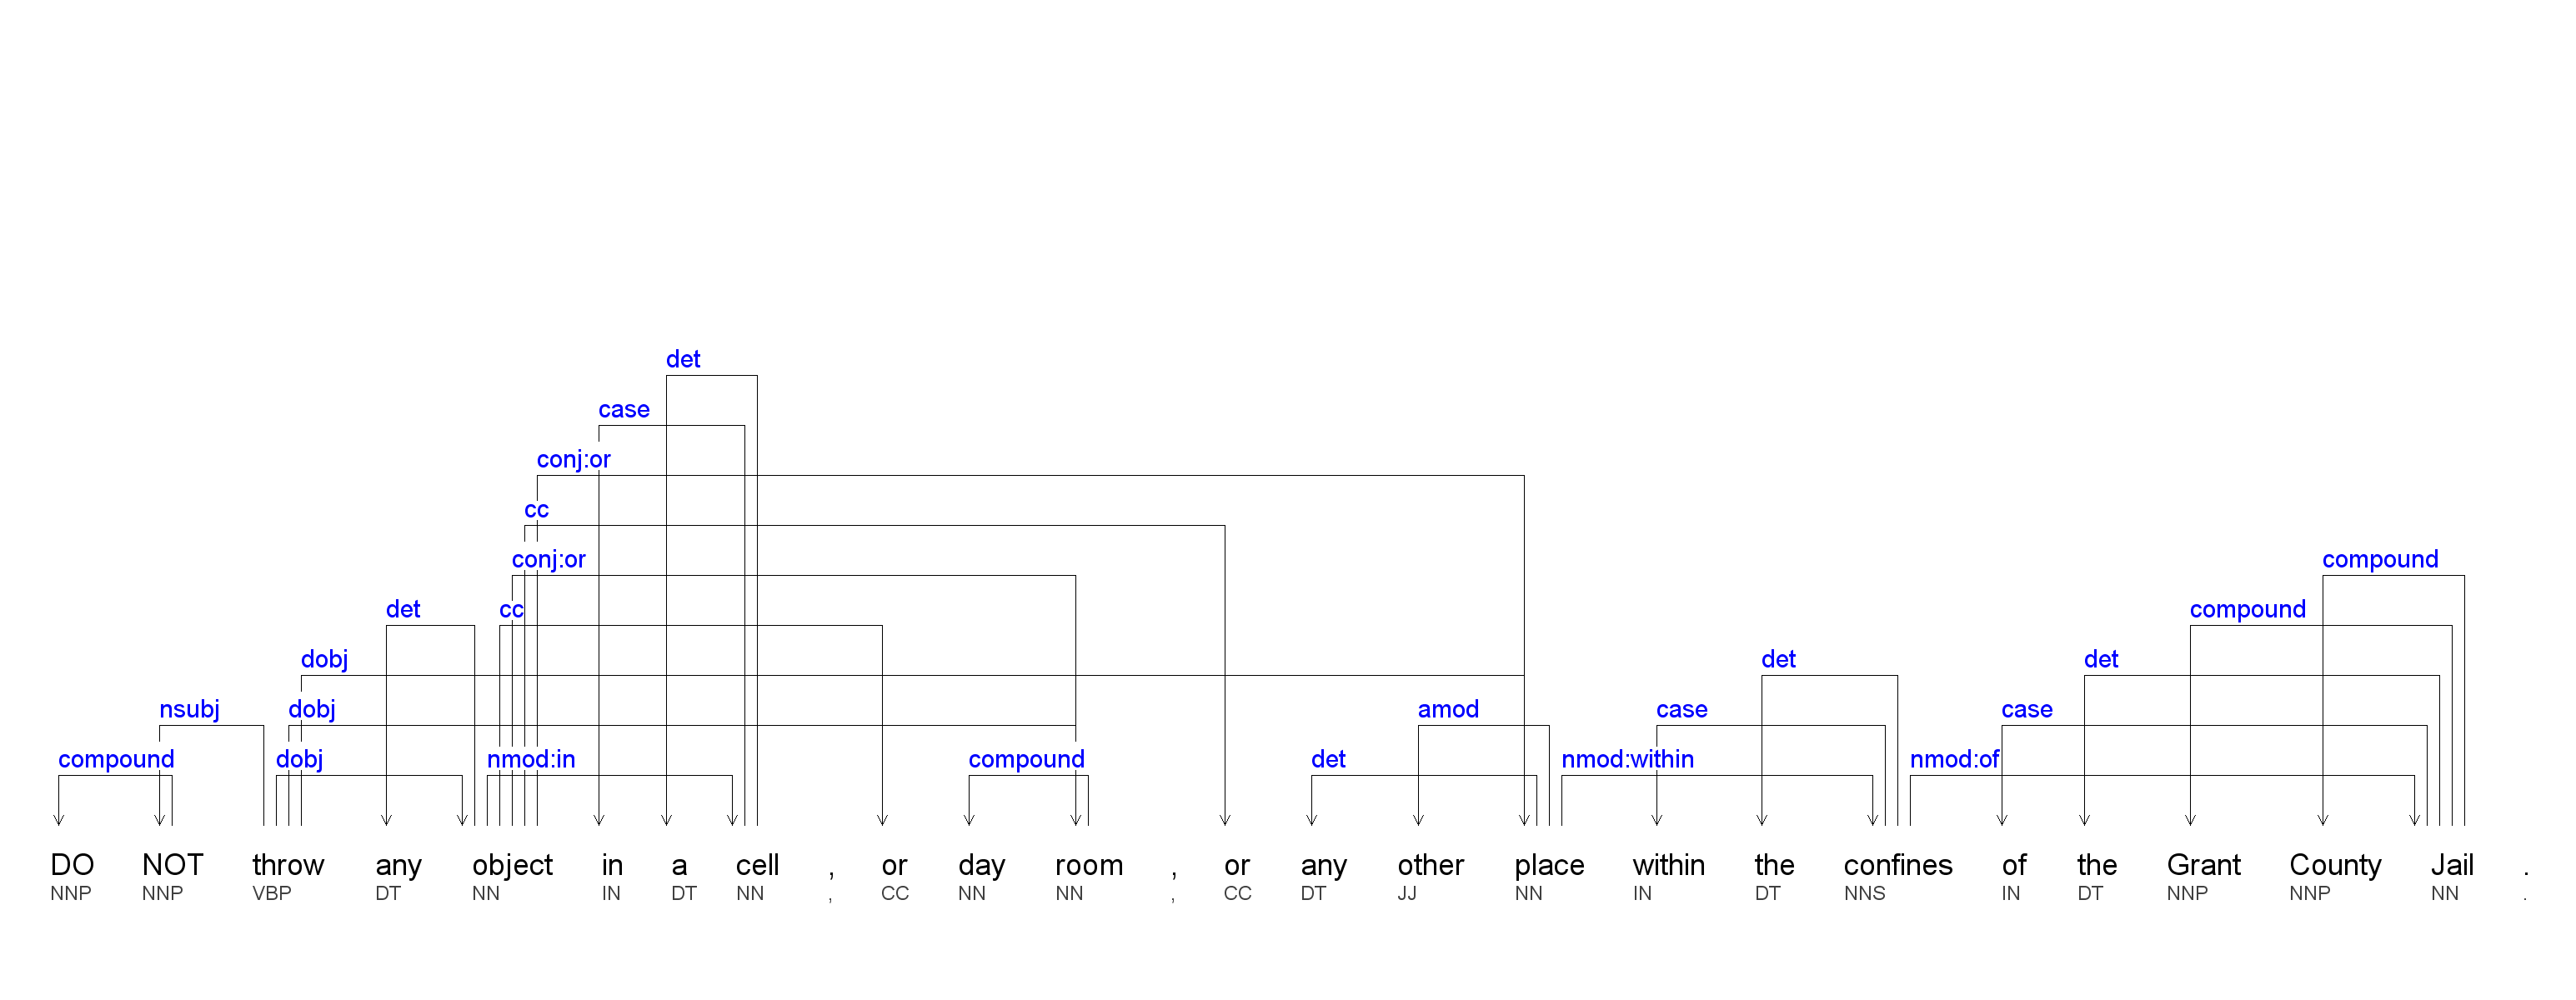 det
case
conj:or
cc
conj:or compound
det cc compound
dobj det det
nsubj dobj amod case case
compound dobj nmod:in compound det nmod:within nmod:of
DO NOT throw any object in a cell , or day room , or any other place within the confines of the Grant County Jail .
NNP NNP VBP DT NN IN DT NN , CC NN NN , CC DT JJ NN IN DT NNS IN DT NNP NNP NN .